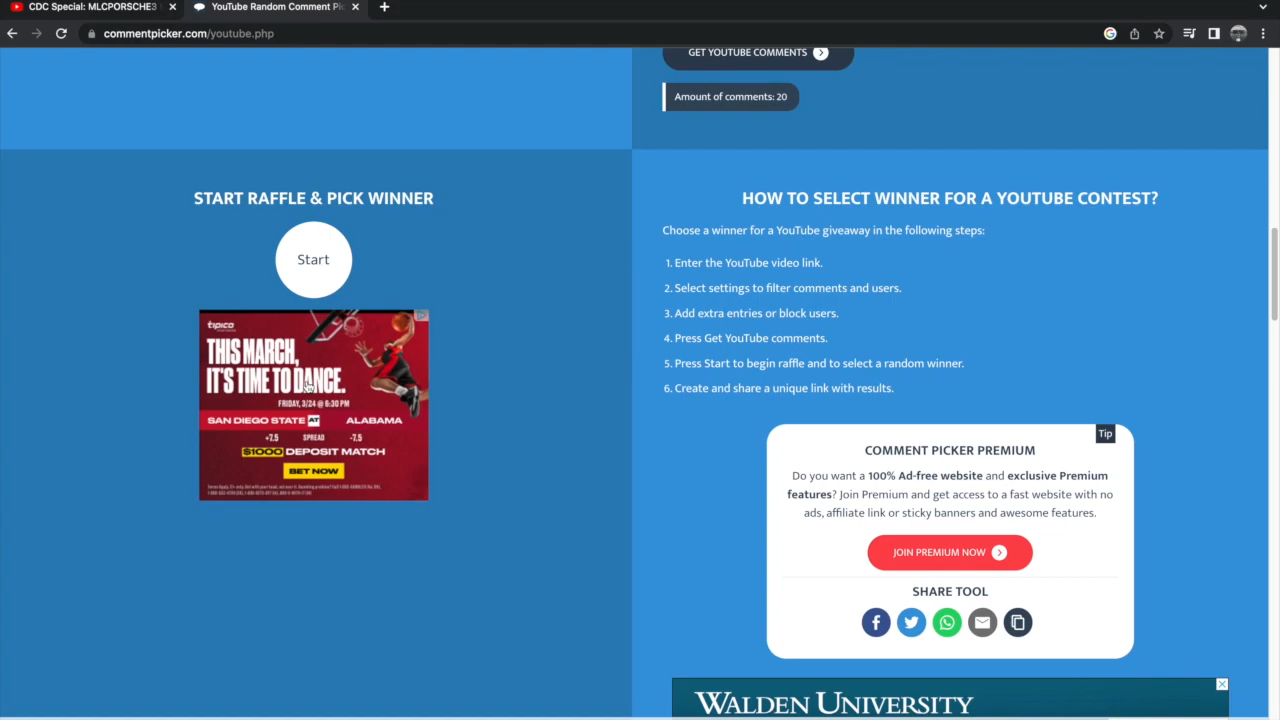 CDC Special: MLCPORSCHE3
YouTube Random Comment Pic
commentpicker.com/youtube.php
GET YOUTUBE COMMENTS
Amount of comments: 20
START RAFFLE & PICK WINNER
Start
tipico
THIS MARCH,
IT'S TIME TO DANCE.
FRIDAY, 3/24 @ 6:30 PM
SAN DIEGO STATE AT ALABAMA
+7.5 SPREAD -7.5
$1000 DEPOSIT MATCH
BET NOW
HOW TO SELECT WINNER FOR A YOUTUBE CONTEST?
Choose a winner for a YouTube giveaway in the following steps:
1. Enter the YouTube video link.
2. Select settings to filter comments and users.
3. Add extra entries or block users.
4. Press Get YouTube comments.
5. Press Start to begin raffle and to select a random winner.
6. Create and share a unique link with results.
Tip
COMMENT PICKER PREMIUM
Do you want a 100% Ad-free website and exclusive Premium
features? Join Premium and get access to a fast website with no
ads, affiliate link or sticky banners and awesome features.
JOIN PREMIUM NOW
SHARE TOOL
WALDEN UNIVERSITY